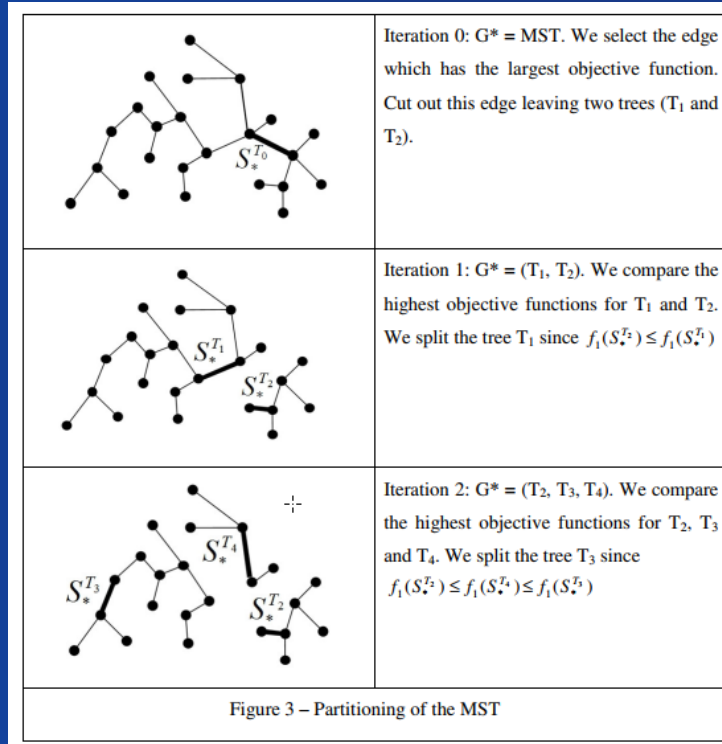 Iteration 0: G* = MST. We select the edge
which has the largest objective function.
Cut out this edge leaving two trees (T₁ and
T₂).
S^{T₀}_*
Iteration 1: G* = (T₁, T₂). We compare the
highest objective functions for T₁ and T₂.
We split the tree T₁ since f₁(S^{T₂}_*) ≤ f₁(S^{T₁}_*)
S^{T₁}_*
S^{T₂}_*
Iteration 2: G* = (T₂, T₃, T₄). We compare
the highest objective functions for T₂, T₃
and T₄. We split the tree T₃ since
f₁(S^{T₂}_*) ≤ f₁(S^{T₄}_*) ≤ f₁(S^{T₃}_*)
S^{T₄}_*
S^{T₃}_*
S^{T₂}_*
Figure 3 – Partitioning of the MST